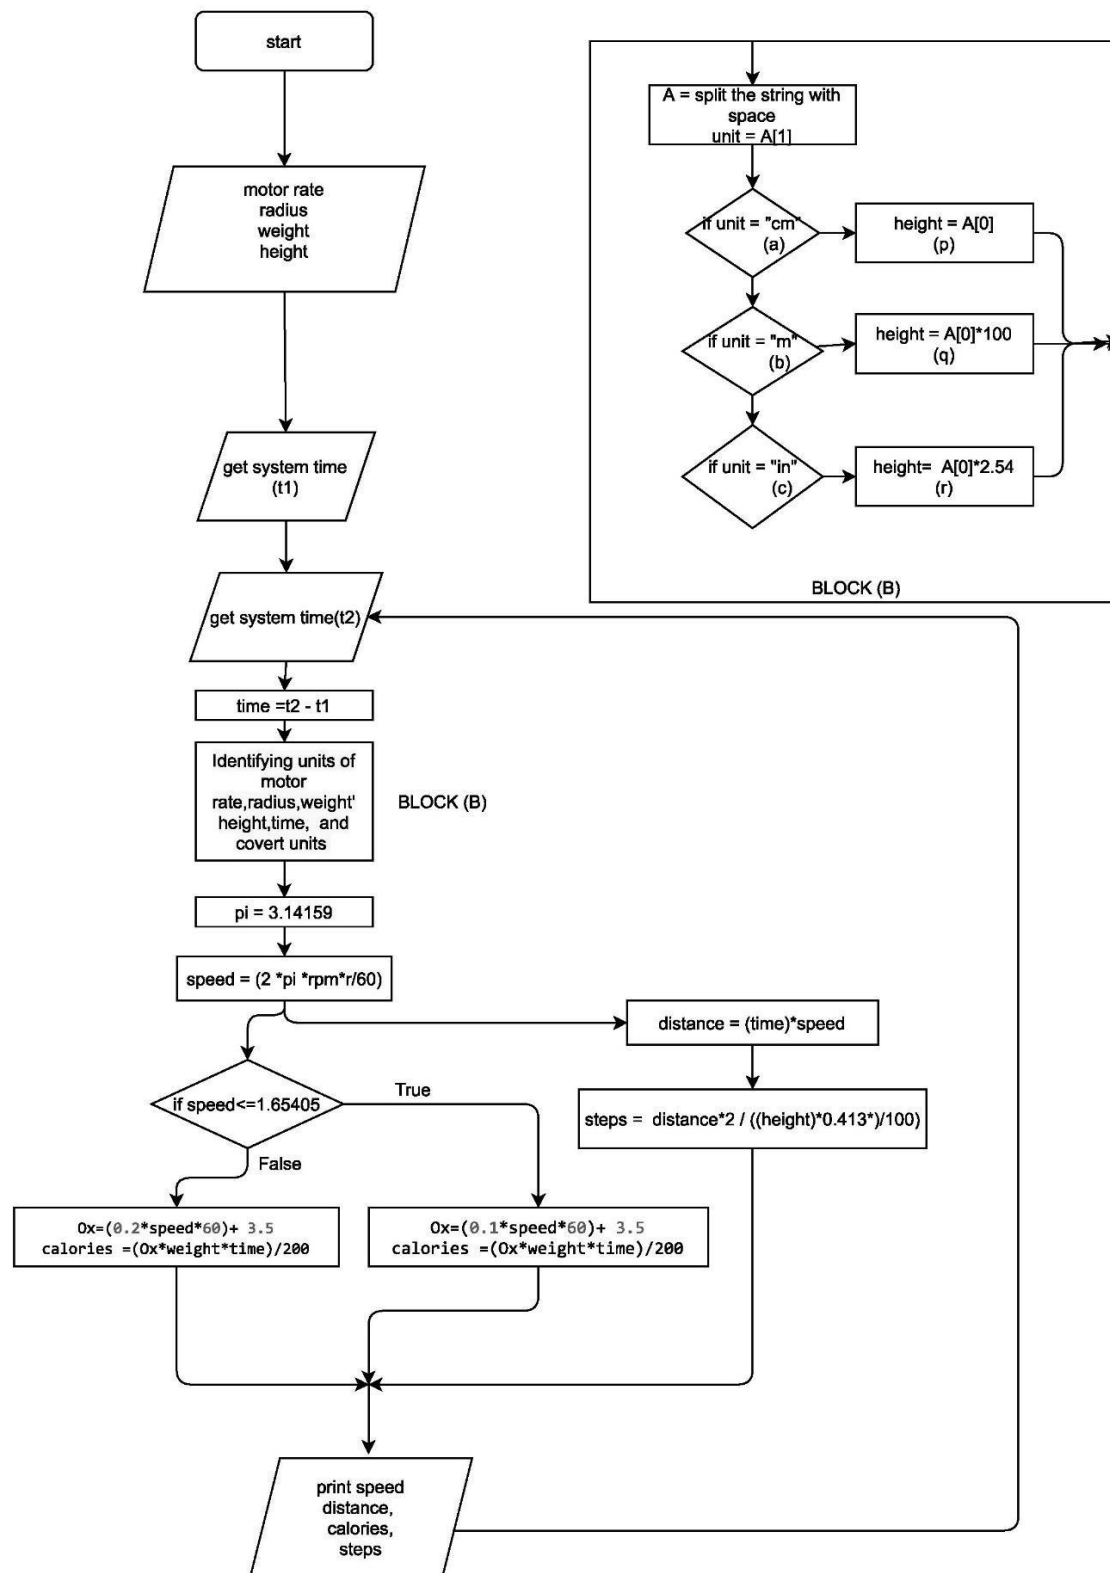 start
motor rate
radius
weight
height
get system time
(t1)
get system time(t2)
time =t2 - t1
Identifying units of
motor
rate,radius,weight'
height,time, and
covert units
BLOCK (B)
pi = 3.14159
speed = (2 *pi *rpm*r/60)
distance = (time)*speed
steps = distance*2 / ((height)*0.413*)/100)
if speed<=1.65405
True
False
Ox=(0.2*speed*60)+ 3.5
calories =(Ox*weight*time)/200
Ox=(0.1*speed*60)+ 3.5
calories =(Ox*weight*time)/200
print speed
distance,
calories,
steps
A = split the string with
space
unit = A[1]
if unit = "cm"
(a)
height = A[0]
(p)
if unit = "m"
(b)
height = A[0]*100
(q)
if unit = "in"
(c)
height= A[0]*2.54
(r)
BLOCK (B)